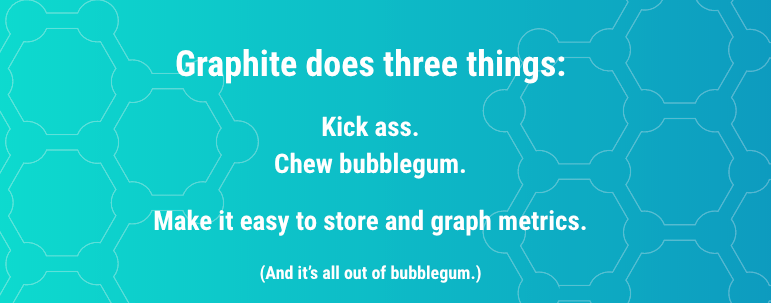 Graphite does three things:
Kick ass.
Chew bubblegum.
Make it easy to store and graph metrics.
(And it’s all out of bubblegum.)